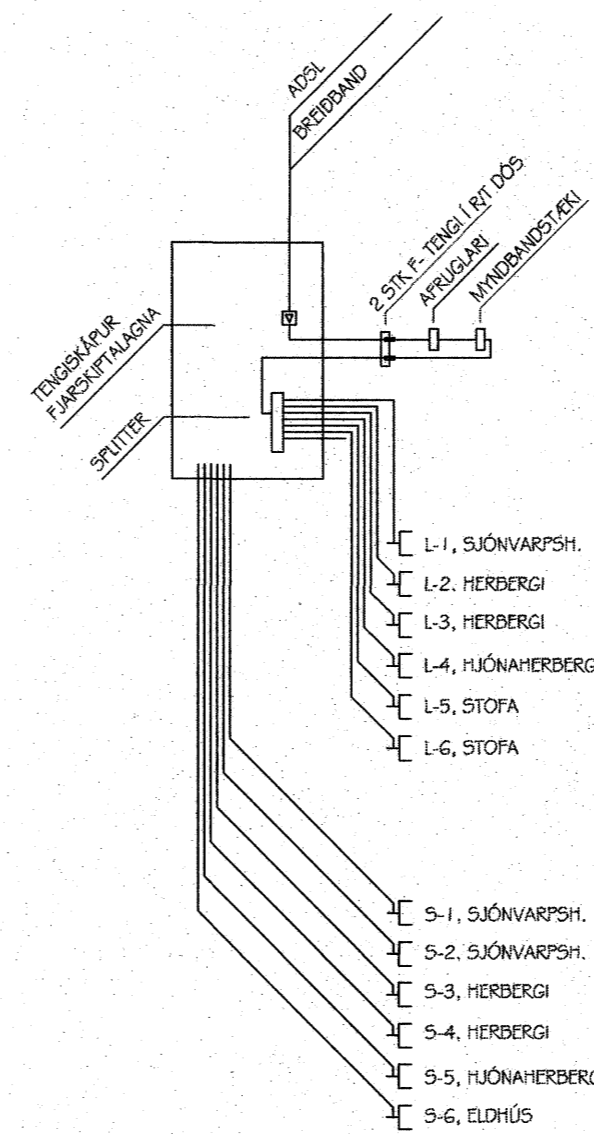 ADSL
BREIÐBAND
2 STK F- TENGI Í R/T DÓS
AFRUGLARI
MYNDBANDSTÆKI
TENGISKÁPUR
FJARSKIPTALAGNA
SPLITTER
L-1, SJÓNVARPSH.
L-2, HERBERGI
L-3, HERBERGI
L-4, HJÓNAHERBERG
L-5, STOFA
L-6, STOFA
S-1, SJÓNVARPSH.
S-2, SJÓNVARPSH.
S-3, HERBERGI
S-4, HERBERGI
S-5, HJÓNAHERBERG
S-6, ELDHÚS